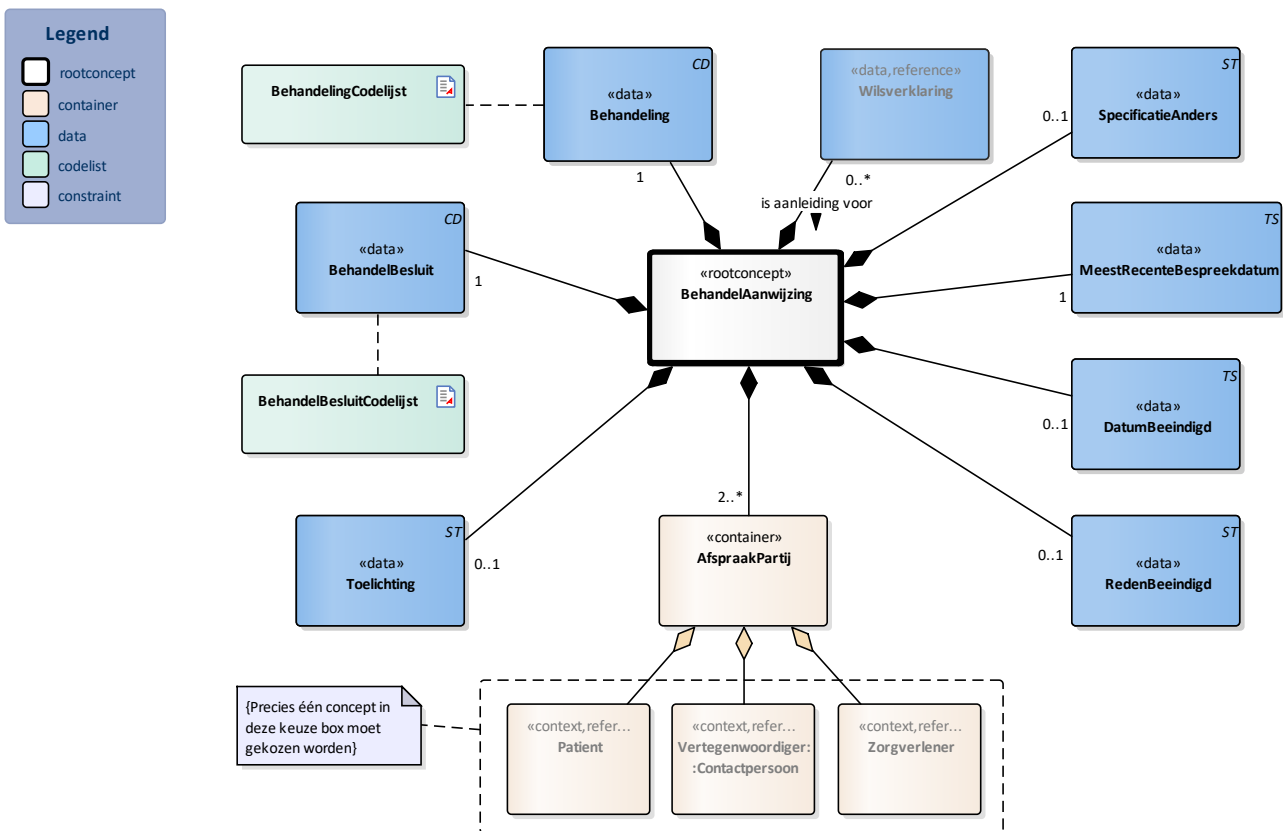 Legend
rootconcept
container
data
codelist
constraint
BehandelingCodelijst
CD
«data»
Behandeling
1
«data,reference»
Wilsverklaring
0..*
is aanleiding voor
ST
«data»
SpecificatieAnders
0..1
CD
«data»
BehandelBesluit
1
«rootconcept»
BehandelAanwijzing
TS
«data»
MeestRecenteBespreekdatum
1
BehandelBesluitCodelijst
TS
«data»
DatumBeeindigd
0..1
ST
«data»
Toelichting
0..1
2..*
«container»
AfspraakPartij
ST
«data»
RedenBeeindigd
0..1
{Precies één concept in
deze keuze box moet
gekozen worden}
«context,refer...
Patient
«context,refer...
Vertegenwoordiger:
:Contactpersoon
«context,refer...
Zorgverlener